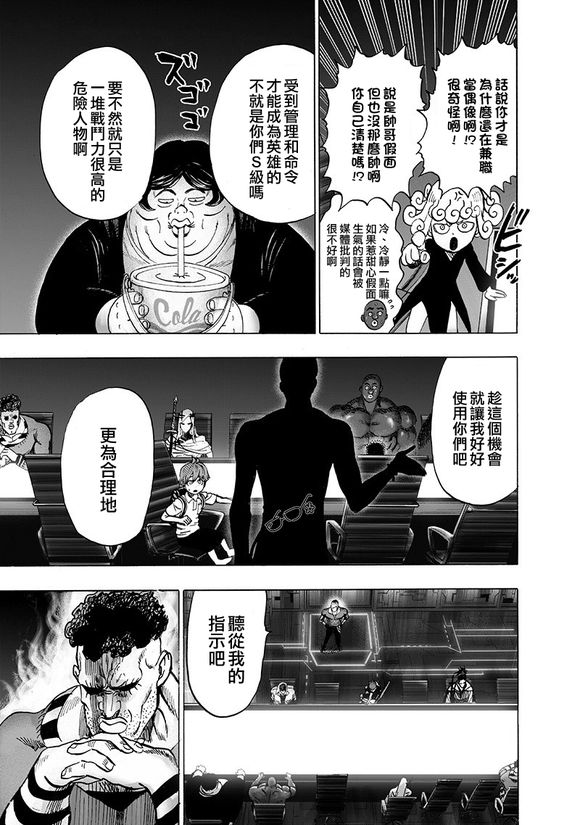 話說你才是
為什麼還在兼職
當偶像啊!?
很奇怪啊!
說是帥哥假面
但也沒那麼帥啊
你自己清楚嗎!?
ビシッ
冷、冷靜一點嘛
如果惹甜心假面
生氣的話會被
媒體批判的
很不好啊
受到管理和命令
才能成為英雄的
不就是你們S級嗎
ズゴゴゴ
要不然就只是
一堆戰鬥力很高的
危險人物啊
Cola
趁這個機會
就讓我好好
使用你們吧
更為合理地
聽從我的
指示吧